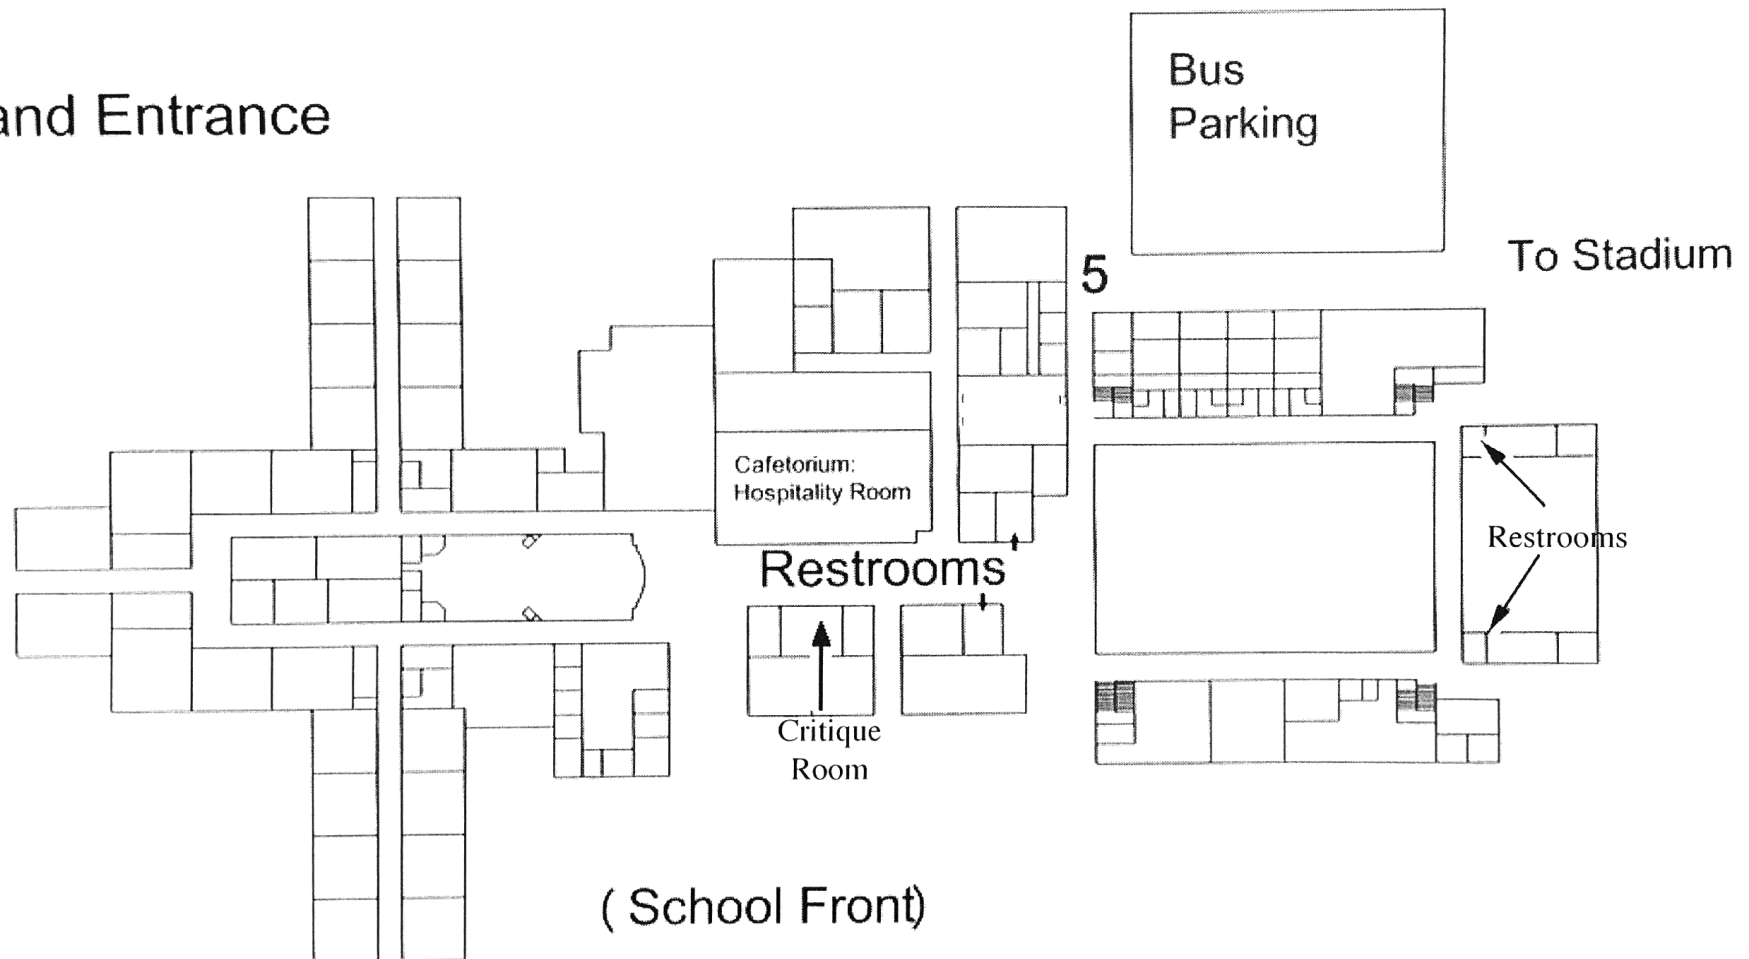 Bus
Parking
and Entrance
To Stadium
5
Cafetorium:
Hospitality Room
Restrooms
Restrooms
Critique
Room
( School Front)